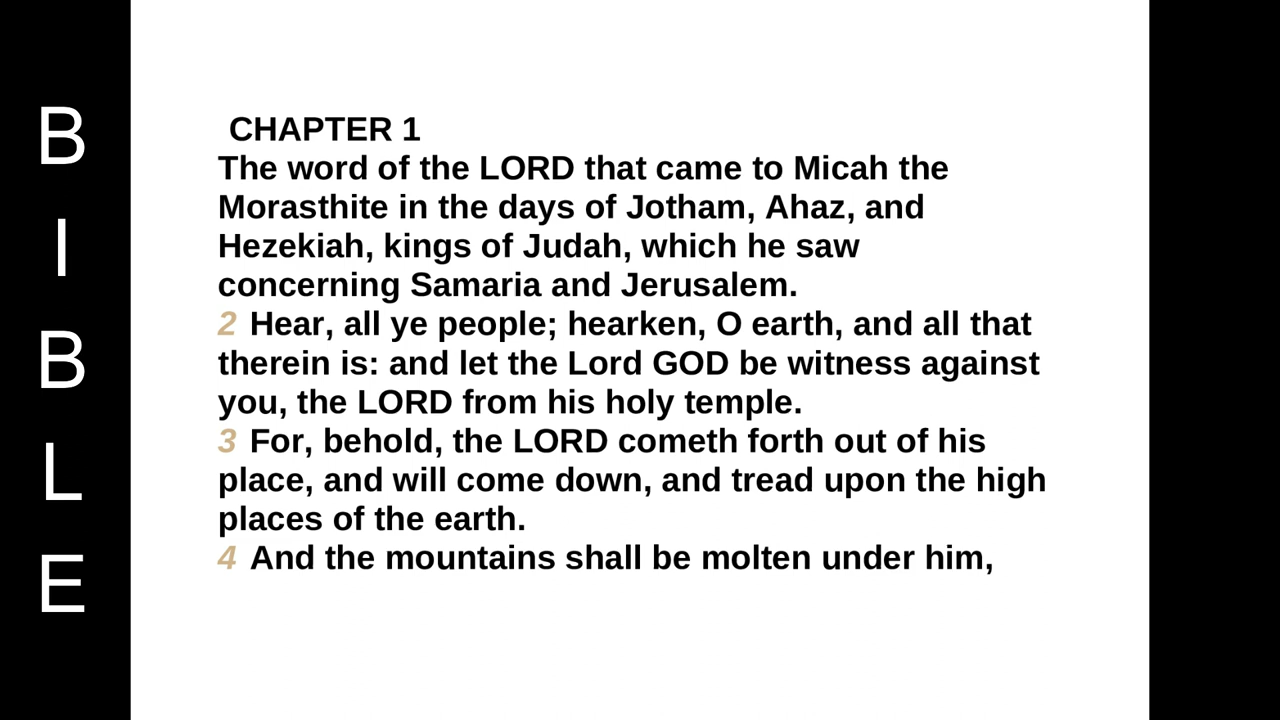 BIBLE
CHAPTER 1
The word of the LORD that came to Micah the
Morasthite in the days of Jotham, Ahaz, and
Hezekiah, kings of Judah, which he saw
concerning Samaria and Jerusalem.
2 Hear, all ye people; hearken, O earth, and all that
therein is: and let the Lord GOD be witness against
you, the LORD from his holy temple.
3 For, behold, the LORD cometh forth out of his
place, and will come down, and tread upon the high
places of the earth.
4 And the mountains shall be molten under him,